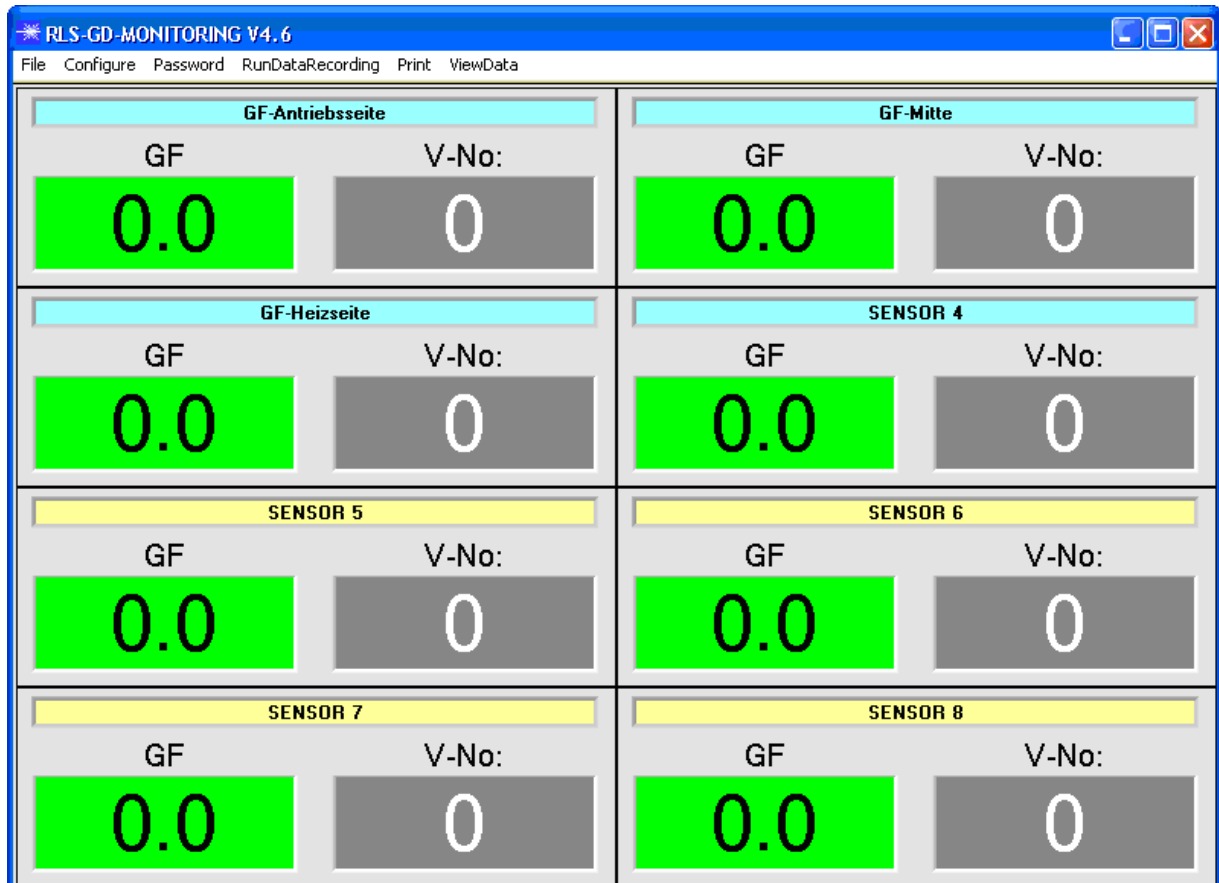 RLS-GD-MONITORING V4.6
File Configure Password RunDataRecording Print ViewData
GF-Antriebsseite
GF V-No:
0.0 0
GF-Mitte
GF V-No:
0.0 0
GF-Heizseite
GF V-No:
0.0 0
SENSOR 4
GF V-No:
0.0 0
SENSOR 5
GF V-No:
0.0 0
SENSOR 6
GF V-No:
0.0 0
SENSOR 7
GF V-No:
0.0 0
SENSOR 8
GF V-No:
0.0 0